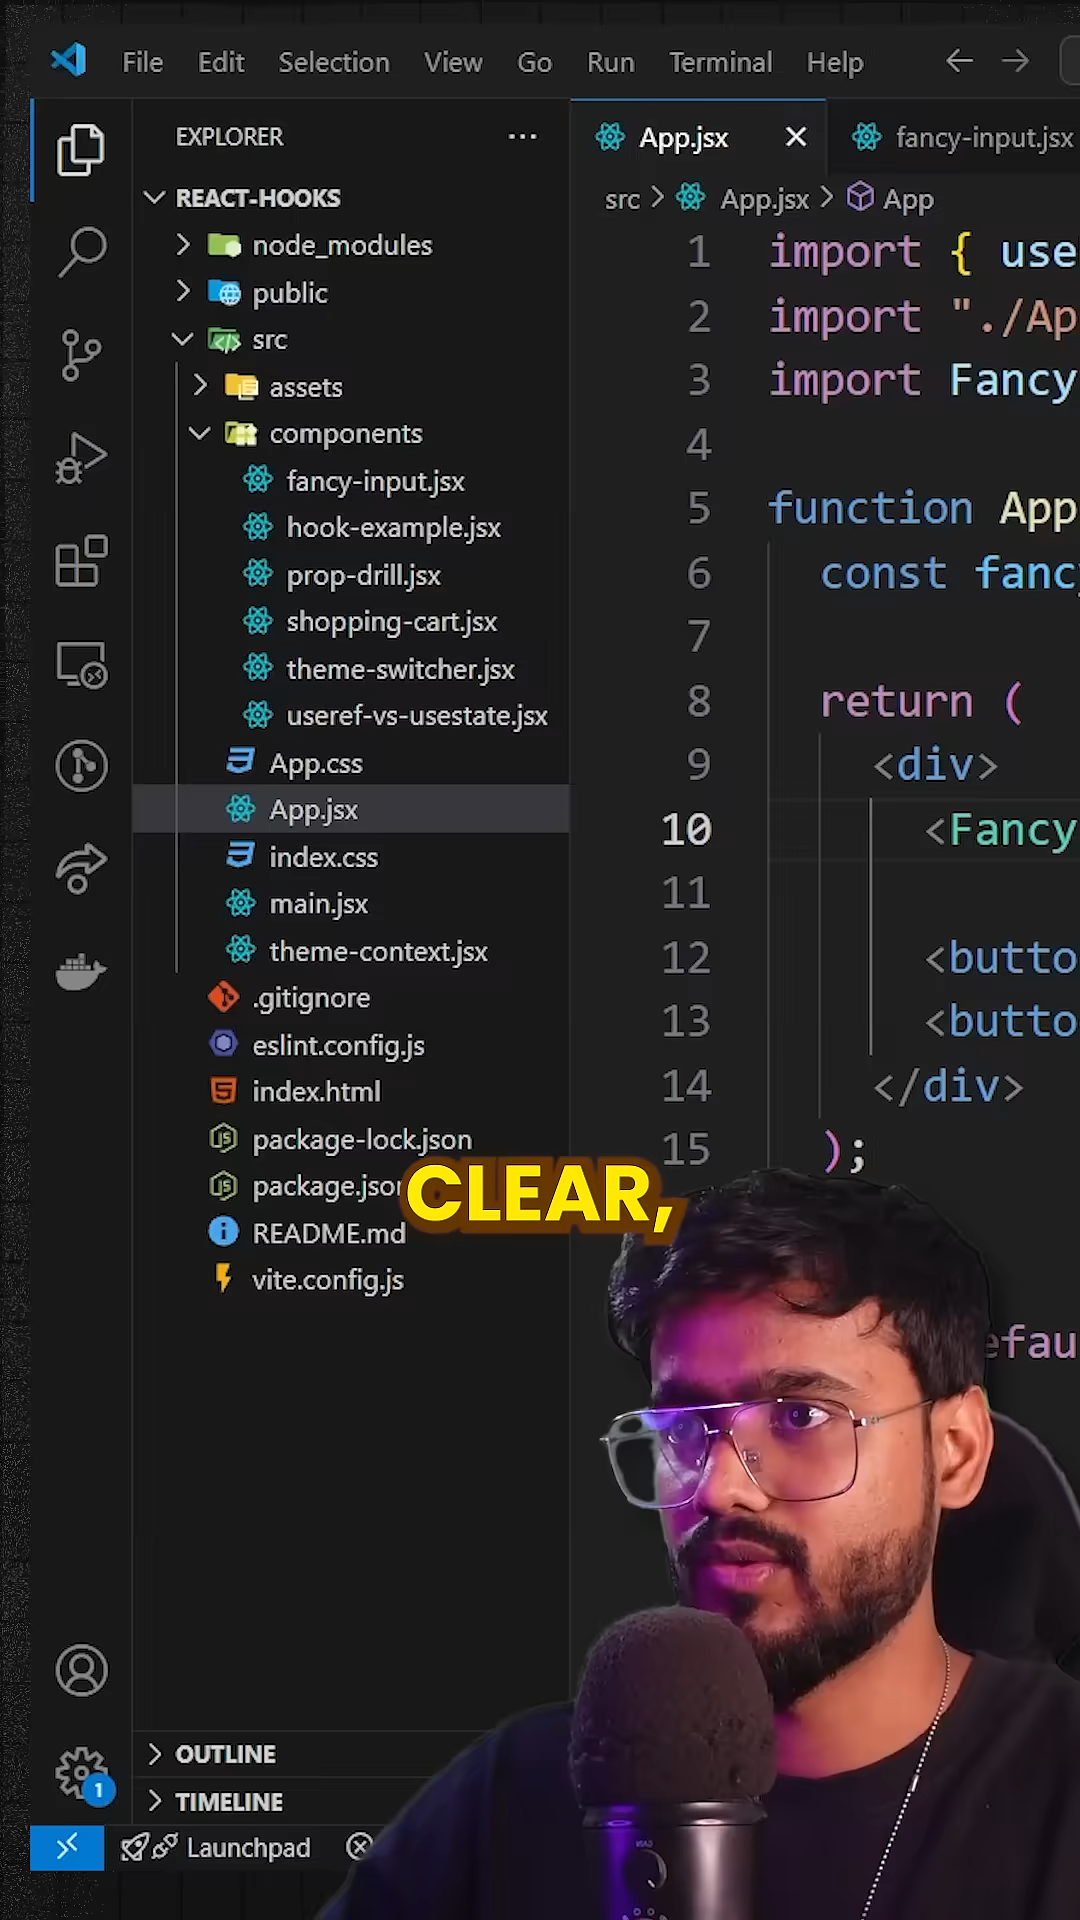 File Edit Selection View Go Run Terminal Help
EXPLORER
REACT-HOOKS
node_modules
public
src
assets
components
fancy-input.jsx
hook-example.jsx
prop-drill.jsx
shopping-cart.jsx
theme-switcher.jsx
useref-vs-usestate.jsx
App.css
App.jsx
index.css
main.jsx
theme-context.jsx
.gitignore
eslint.config.js
index.html
package-lock.json
package.json
README.md
vite.config.js
OUTLINE
TIMELINE
1
Launchpad
App.jsx fancy-input.jsx
src > App.jsx > App
1 import { use
2 import "./Ap
3 import Fancy
4
5 function App
6 const fancy
7
8 return (
9 <div>
10 <Fancy
11
12 <butto
13 <butto
14 </div>
15 );
efau
CLEAR,
GAIN